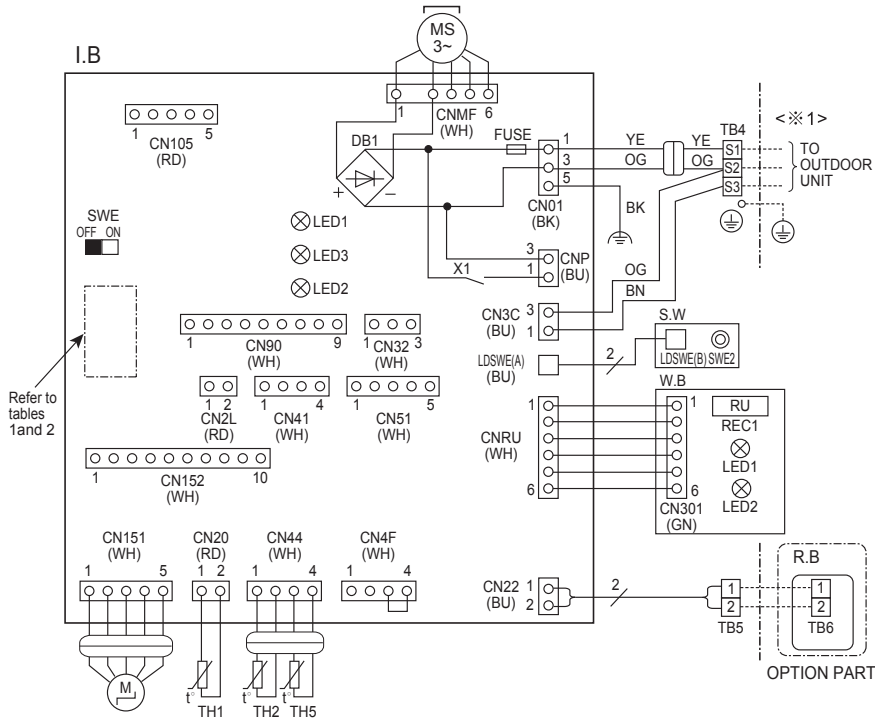 MS
3~
I.B
1 6
CNMF
(WH)
1 5
CN105
(RD)
DB1
+ −
FUSE
1
3
5
CN01
(BK)
YE YE
OG OG
BK
TB4
S1
S2
S3
<※1>
TO
OUTDOOR
UNIT
SWE
OFF ON
LED1
LED3
LED2
X1
3
1
CNP
(BU)
OG
BN
CN3C
(BU)
3
1
S.W
LDSWE(A)
(BU)
2
LDSWE(B) SWE2
1 9
CN90
(WH)
1 3
CN32
(WH)
Refer to
tables
1and 2
1 2
CN2L
(RD)
1 4
CN41
(WH)
1 5
CN51
(WH)
W.B
1
CNRU
(WH)
6
1
6
CN301
(GN)
RU
REC1
LED1
LED2
1 10
CN152
(WH)
CN151
(WH)
1 5
CN20
(RD)
1 2
CN44
(WH)
1 4
CN4F
(WH)
1 4
CN22
(BU)
1
2
2
1
2
TB5
R.B
1
2
TB6
OPTION PART
M
t°
TH1
t°
TH2
t°
TH5